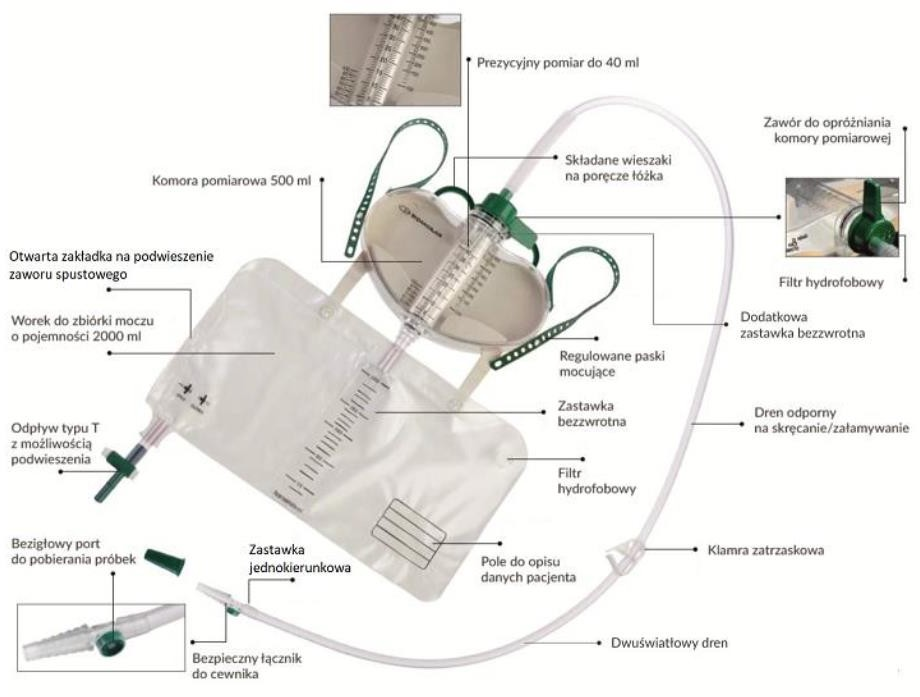 Prezycyjny pomiar do 40 ml
Zawór do opróżniania
komory pomiarowej
Składane wieszaki
na poręcze łóżka
Komora pomiarowa 500 ml
Otwarta zakładka na podwieszenie
zaworu spustowego
Filtr hydrofobowy
Worek do zbiórki moczu
o pojemności 2000 ml
Dodatkowa
zastawka bezzwrotna
Regulowane paski
mocujące
Zastawka
bezzwrotna
Dren odporny
na skręcanie/załamywanie
Odpływ typu T
z możliwością
podwieszenia
Filtr
hydrofobowy
Bezigłowy port
do pobierania próbek
Zastawka
jednokierunkowa
Pole do opisu
danych pacjenta
Klamra zatrzaskowa
Dwuświatłowy dren
Bezpieczny łącznik
do cewnika